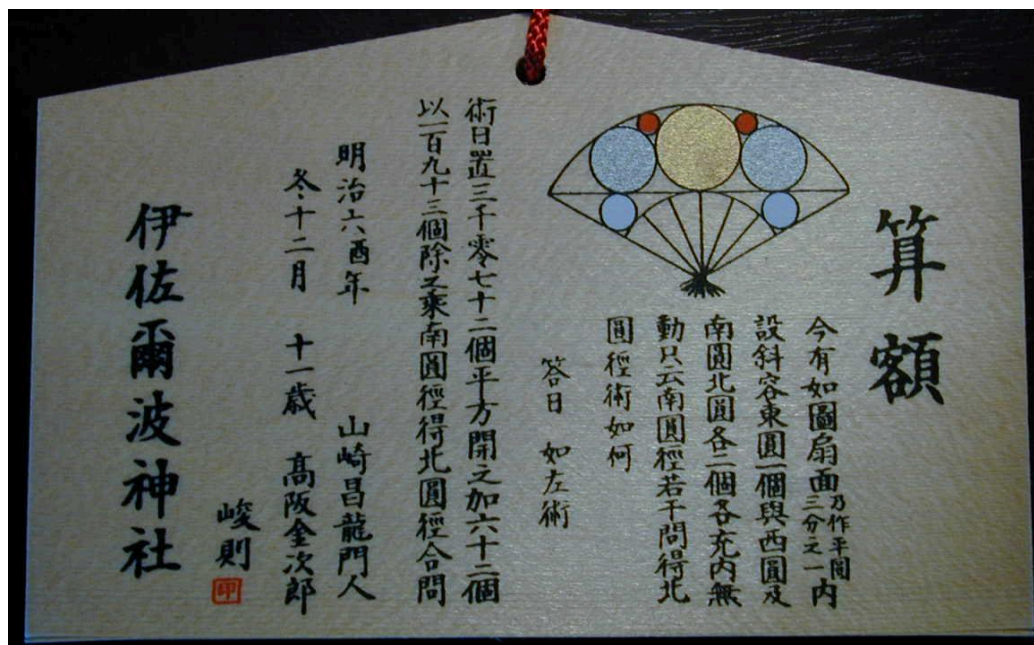 算額
今有如圖扇面乃作平圓三分之一内
設斜容東圓一個與西圓及
南圓北圓各二個各充内無
動只云南圓徑若干問得北
圓徑術如何
答曰 如左術
術曰置三千零七十二個平方開之加六十二個
以一百九十三個除之乘南圓徑得北圓徑合問
明治六酉年 山崎昌龍門人
冬十二月 十一歳 高阪金次郎
峻則 印
伊佐爾波神社